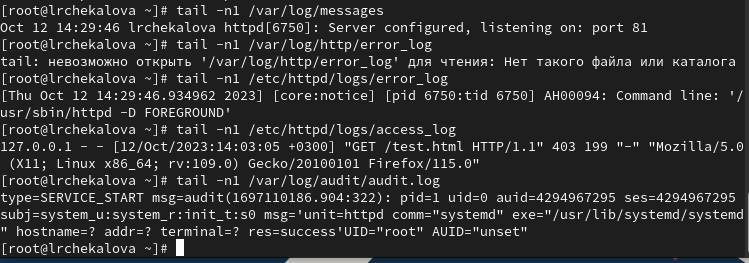 [root@lrchekalova ~]# tail -n1 /var/log/messages
Oct 12 14:29:46 lrchekalova httpd[6750]: Server configured, listening on: port 81
[root@lrchekalova ~]# tail -n1 /var/log/http/error_log
tail: невозможно открыть '/var/log/http/error_log' для чтения: Нет такого файла или каталога
[root@lrchekalova ~]# tail -n1 /etc/httpd/logs/error_log
[Thu Oct 12 14:29:46.934962 2023] [core:notice] [pid 6750:tid 6750] AH00094: Command line: '/
usr/sbin/httpd -D FOREGROUND'
[root@lrchekalova ~]# tail -n1 /etc/httpd/logs/access_log
127.0.0.1 - - [12/Oct/2023:14:03:05 +0300] "GET /test.html HTTP/1.1" 403 199 "-" "Mozilla/5.0
 (X11; Linux x86_64; rv:109.0) Gecko/20100101 Firefox/115.0"
[root@lrchekalova ~]# tail -n1 /var/log/audit/audit.log
type=SERVICE_START msg=audit(1697110186.904:322): pid=1 uid=0 auid=4294967295 ses=4294967295
subj=system_u:system_r:init_t:s0 msg='unit=httpd comm="systemd" exe="/usr/lib/systemd/systemd
" hostname=? addr=? terminal=? res=success'UID="root" AUID="unset"
[root@lrchekalova ~]#